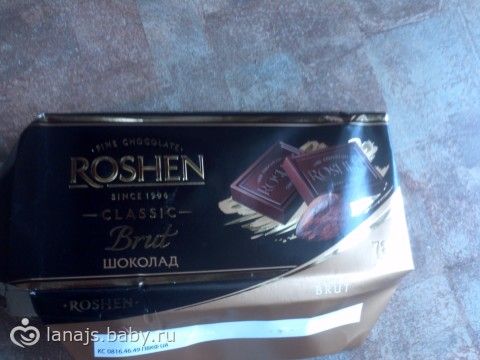 · FINE CHOCOLATE ·
ROSHEN
SINCE 1996
CLASSIC
Brut
ШОКОЛАД
ROSHEN
BRUT
lanajs.baby.ru